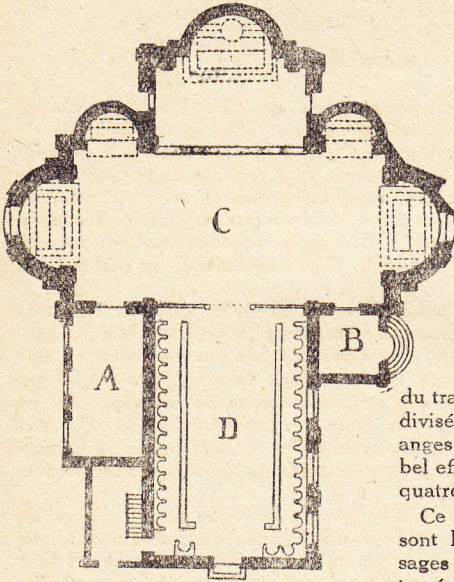 C
B
A
D
du tra
divisé
anges
bel ef
quatre
Ce
sont
sages